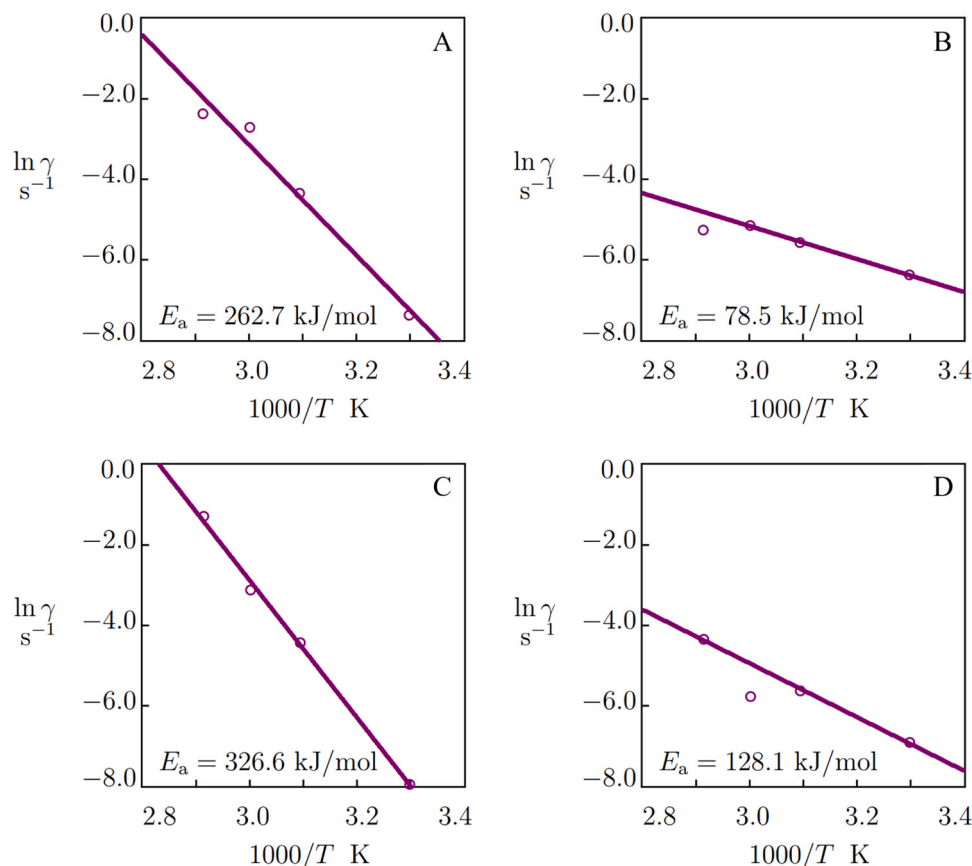 0.0
A
−2.0
ln γ
s⁻¹
−4.0
−6.0
Eₐ = 262.7 kJ/mol
−8.0
2.8 3.0 3.2 3.4
1000/T K
0.0
B
−2.0
ln γ
s⁻¹
−4.0
−6.0
Eₐ = 78.5 kJ/mol
−8.0
2.8 3.0 3.2 3.4
1000/T K
0.0
C
−2.0
ln γ
s⁻¹
−4.0
−6.0
Eₐ = 326.6 kJ/mol
−8.0
2.8 3.0 3.2 3.4
1000/T K
0.0
D
−2.0
ln γ
s⁻¹
−4.0
−6.0
Eₐ = 128.1 kJ/mol
−8.0
2.8 3.0 3.2 3.4
1000/T K